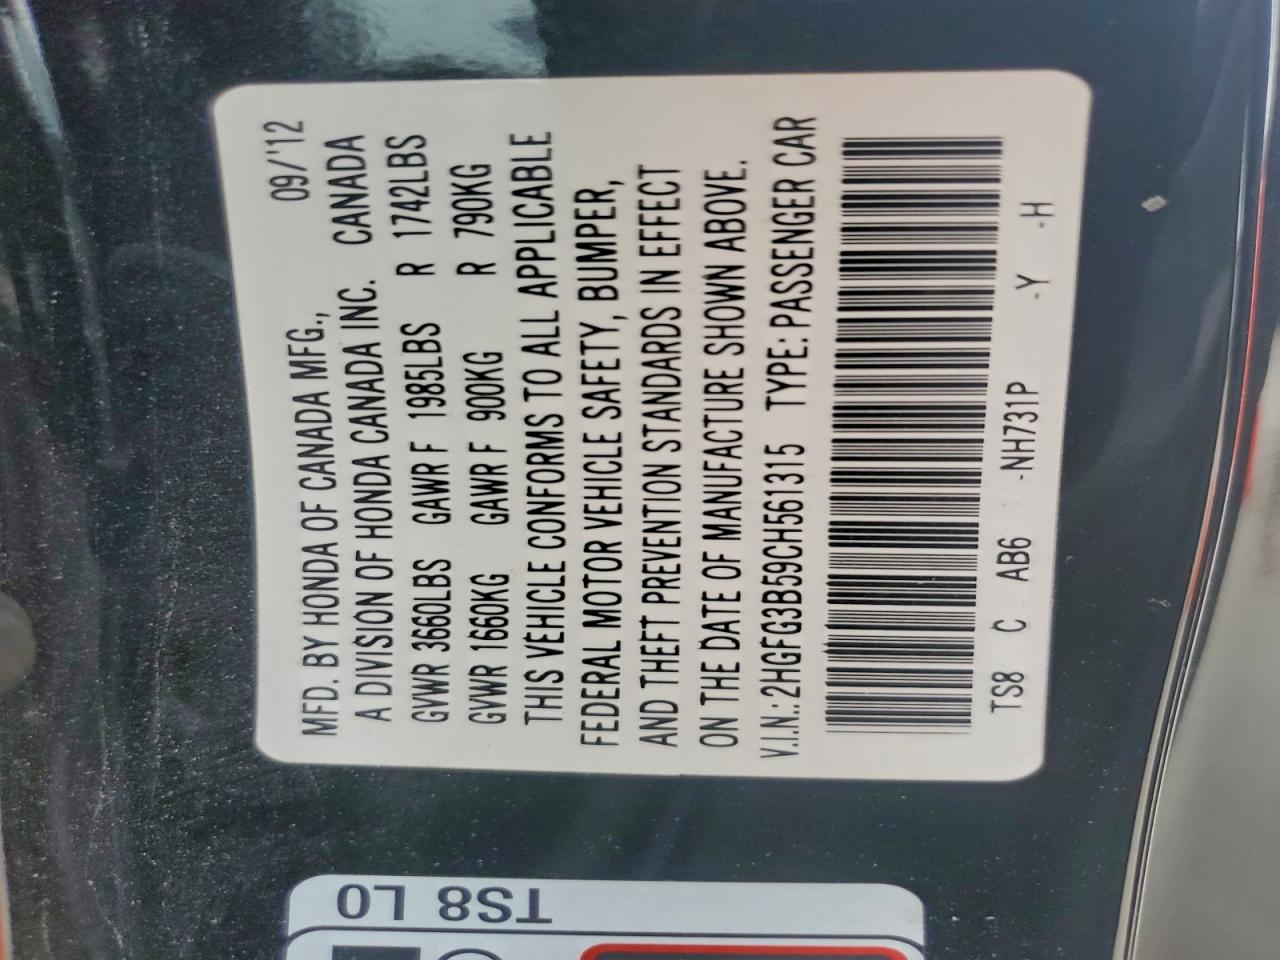 09/'12
MFD. BY HONDA OF CANADA MFG.,
A DIVISION OF HONDA CANADA INC. CANADA
GVWR 3660LBS GAWR F 1985LBS R 1742LBS
GVWR 1660KG GAWR F 900KG R 790KG
THIS VEHICLE CONFORMS TO ALL APPLICABLE
FEDERAL MOTOR VEHICLE SAFETY, BUMPER,
AND THEFT PREVENTION STANDARDS IN EFFECT
ON THE DATE OF MANUFACTURE SHOWN ABOVE.
V.I.N.: 2HGFG3B59CH561315 TYPE: PASSENGER CAR
TS8 C AB6 -NH731P -Y -H
TS8 L0